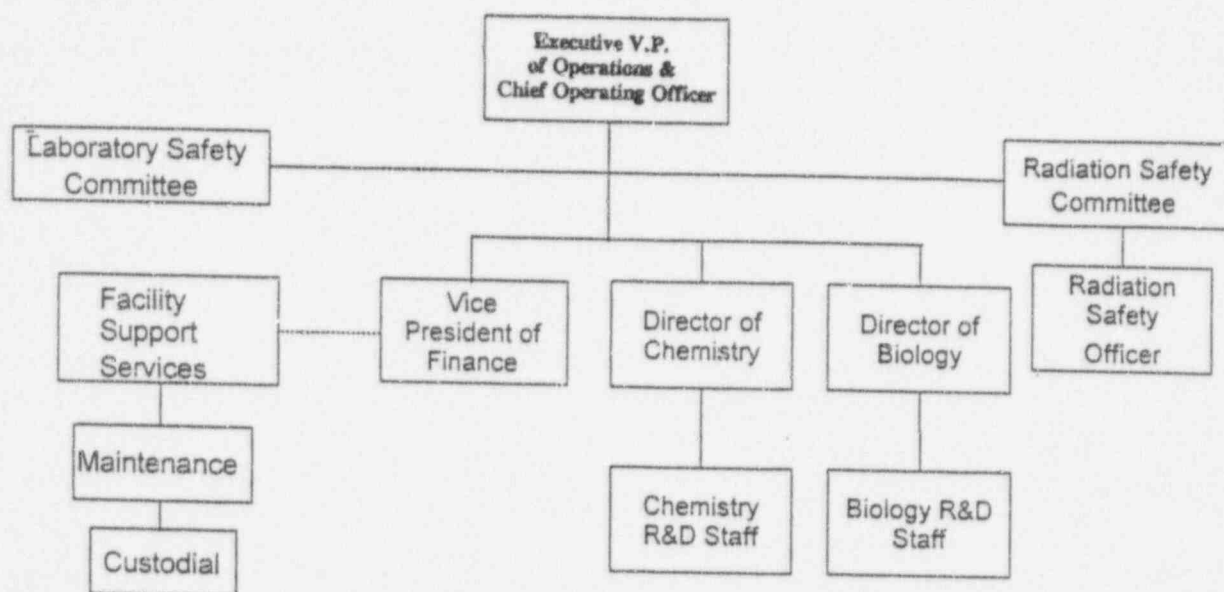 Executive V.P.
of Operations &
Chief Operating Officer
Laboratory Safety
Committee
Radiation Safety
Committee
Facility
Support
Services
Vice
President of
Finance
Director of
Chemistry
Director of
Biology
Radiation
Safety
Officer
Maintenance
Custodial
Chemistry
R&D Staff
Biology R&D
Staff